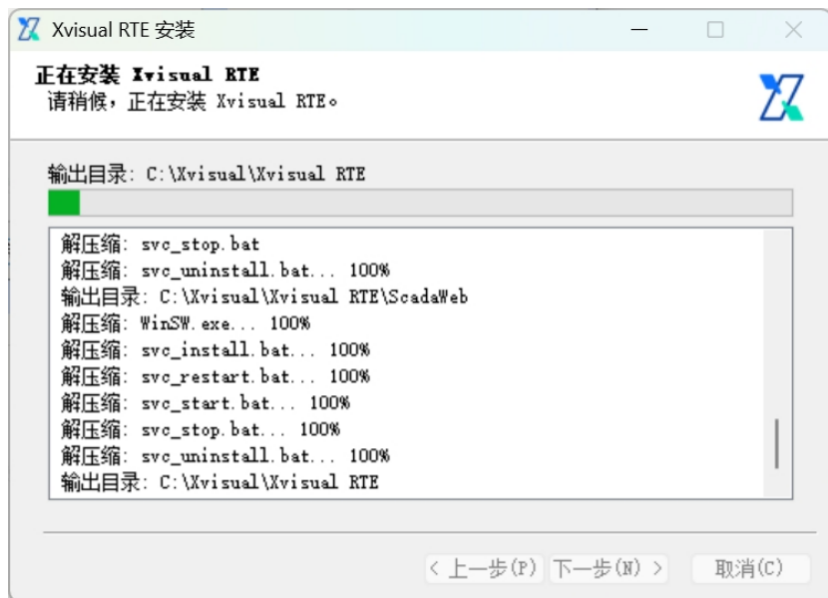 Xvisual RTE 安装
正在安装 Xvisual RTE
请稍候，正在安装 Xvisual RTE。
输出目录: C:\Xvisual\Xvisual RTE
解压缩: svc_stop.bat
解压缩: svc_uninstall.bat... 100%
输出目录: C:\Xvisual\Xvisual RTE\ScadaWeb
解压缩: WinSW.exe... 100%
解压缩: svc_install.bat... 100%
解压缩: svc_restart.bat... 100%
解压缩: svc_start.bat... 100%
解压缩: svc_stop.bat... 100%
解压缩: svc_uninstall.bat... 100%
输出目录: C:\Xvisual\Xvisual RTE
< 上一步(P) 下一步(N) > 取消(C)